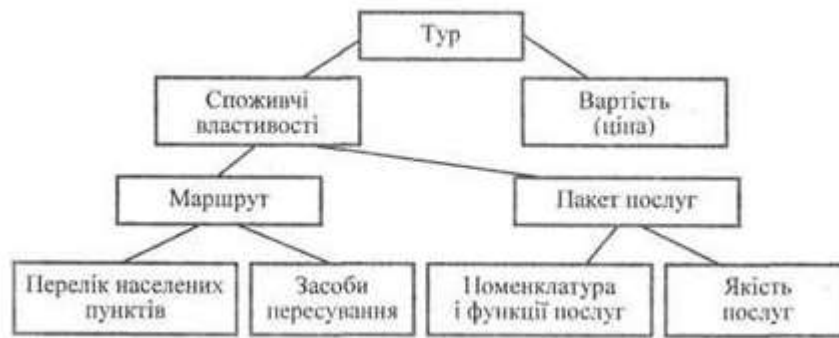 Тур
Споживчі
властивості
Вартість
(ціна)
Маршрут
Пакет послуг
Перелік населених
пунктів
Засоби
пересування
Номенклатура
і функції послуг
Якість
послуг